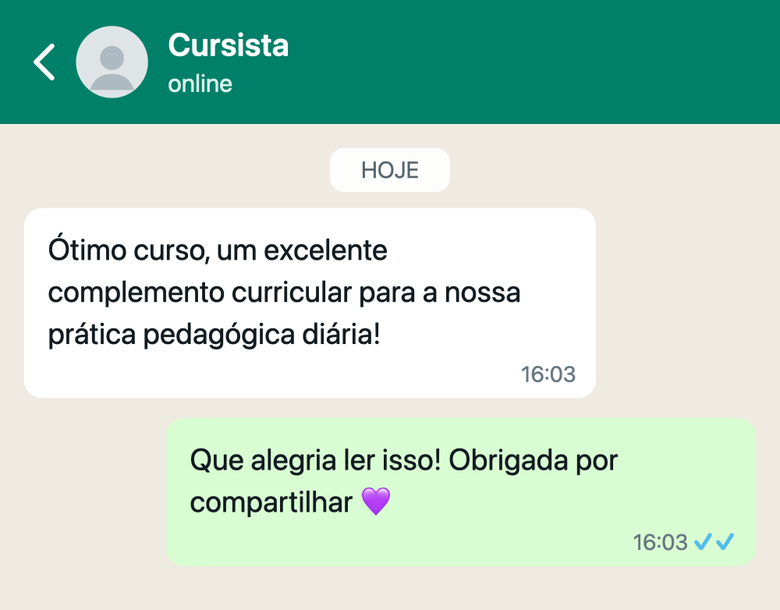 Cursista
online
HOJE
Ótimo curso, um excelente
complemento curricular para a nossa
prática pedagógica diária!
16:03
Que alegria ler isso! Obrigada por
compartilhar 💜
16:03